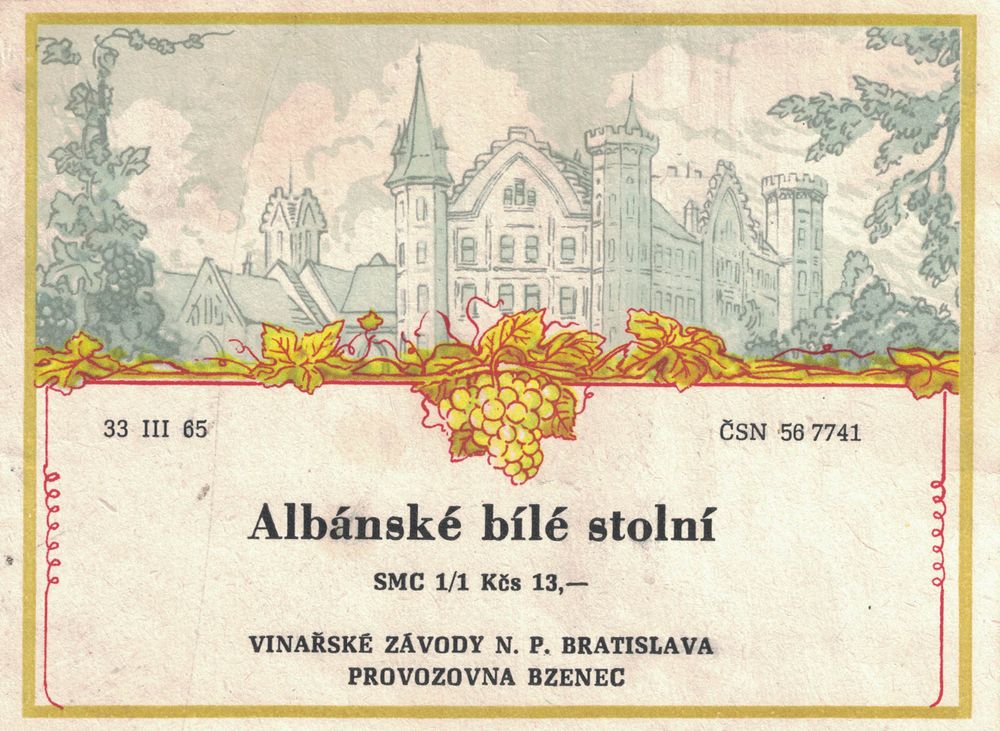 33 III 65
ČSN 56 7741
Albánské bílé stolní
SMC 1/1 Kčs 13,—
VINAŘSKÉ ZÁVODY N. P. BRATISLAVA
PROVOZOVNA BZENEC